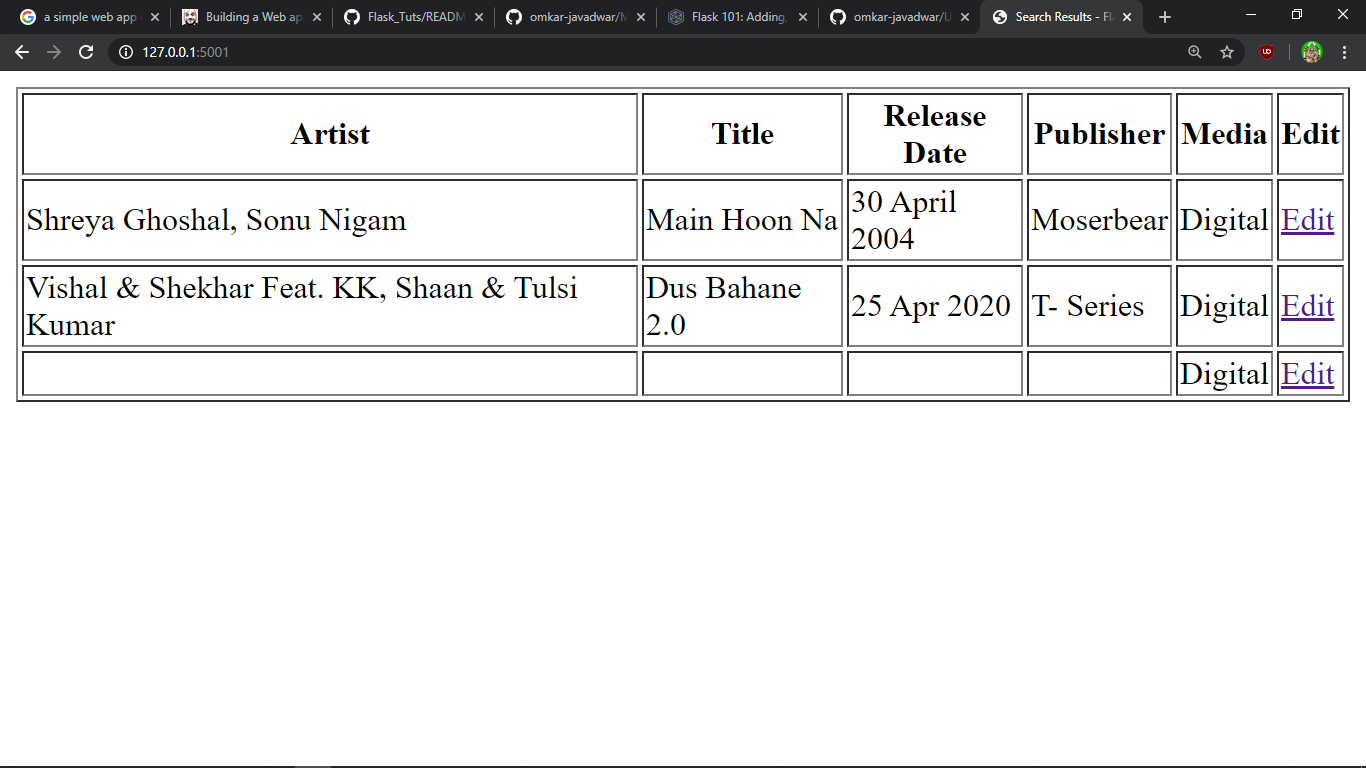 a simple web app
Building a Web ap
Flask_Tuts/READM
omkar-javadwar/M
Flask 101: Adding,
omkar-javadwar/U
Search Results - Fl
127.0.0.1:5001
Artist
Title
Release
Date
Publisher
Media
Edit
Shreya Ghoshal, Sonu Nigam
Main Hoon Na
30 April
2004
Moserbear
Digital
Edit
Vishal & Shekhar Feat. KK, Shaan & Tulsi
Kumar
Dus Bahane
2.0
25 Apr 2020
T- Series
Digital
Edit
Digital
Edit